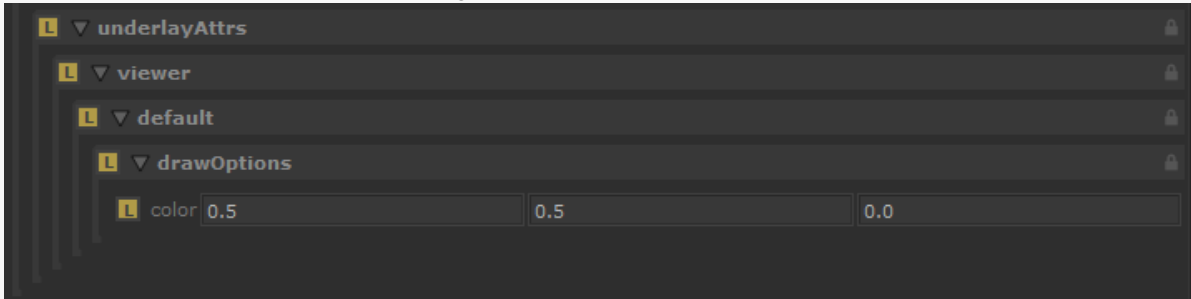 L underlayAttrs
L viewer
L default
L drawOptions
L color 0.5 0.5 0.0